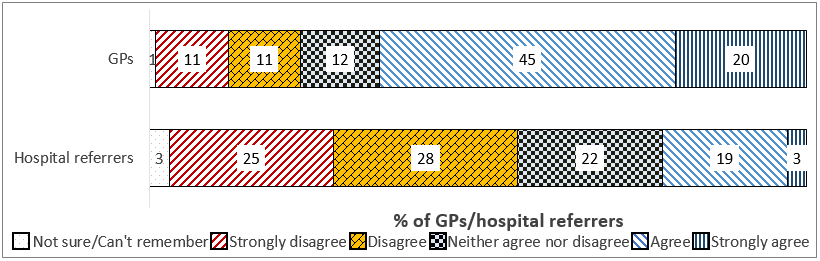 GPs
1 11 11 12 45 20
Hospital referrers
3 25 28 22 19 3
% of GPs/hospital referrers
Not sure/Can't remember Strongly disagree Disagree Neither agree nor disagree Agree Strongly agree